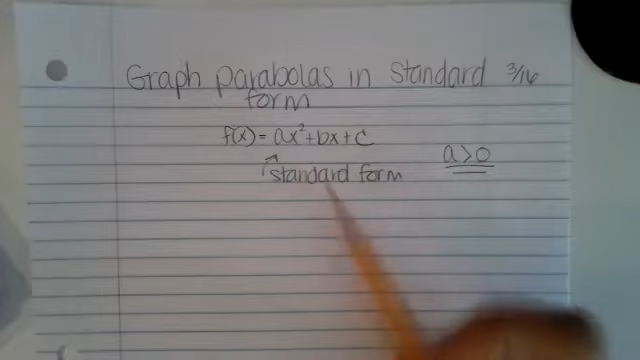 Graph parabolas in standard 3/16
form
f(x) = ax²+bx+c
a>0
standard form